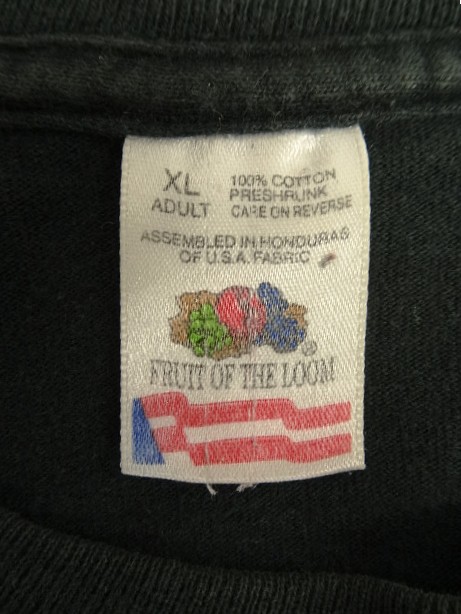 XL
ADULT
100% COTTON
PRESHRUNK
CARE ON REVERSE
ASSEMBLED IN HONDURAS
OF U.S.A. FABRIC
®
FRUIT OF THE LOOM